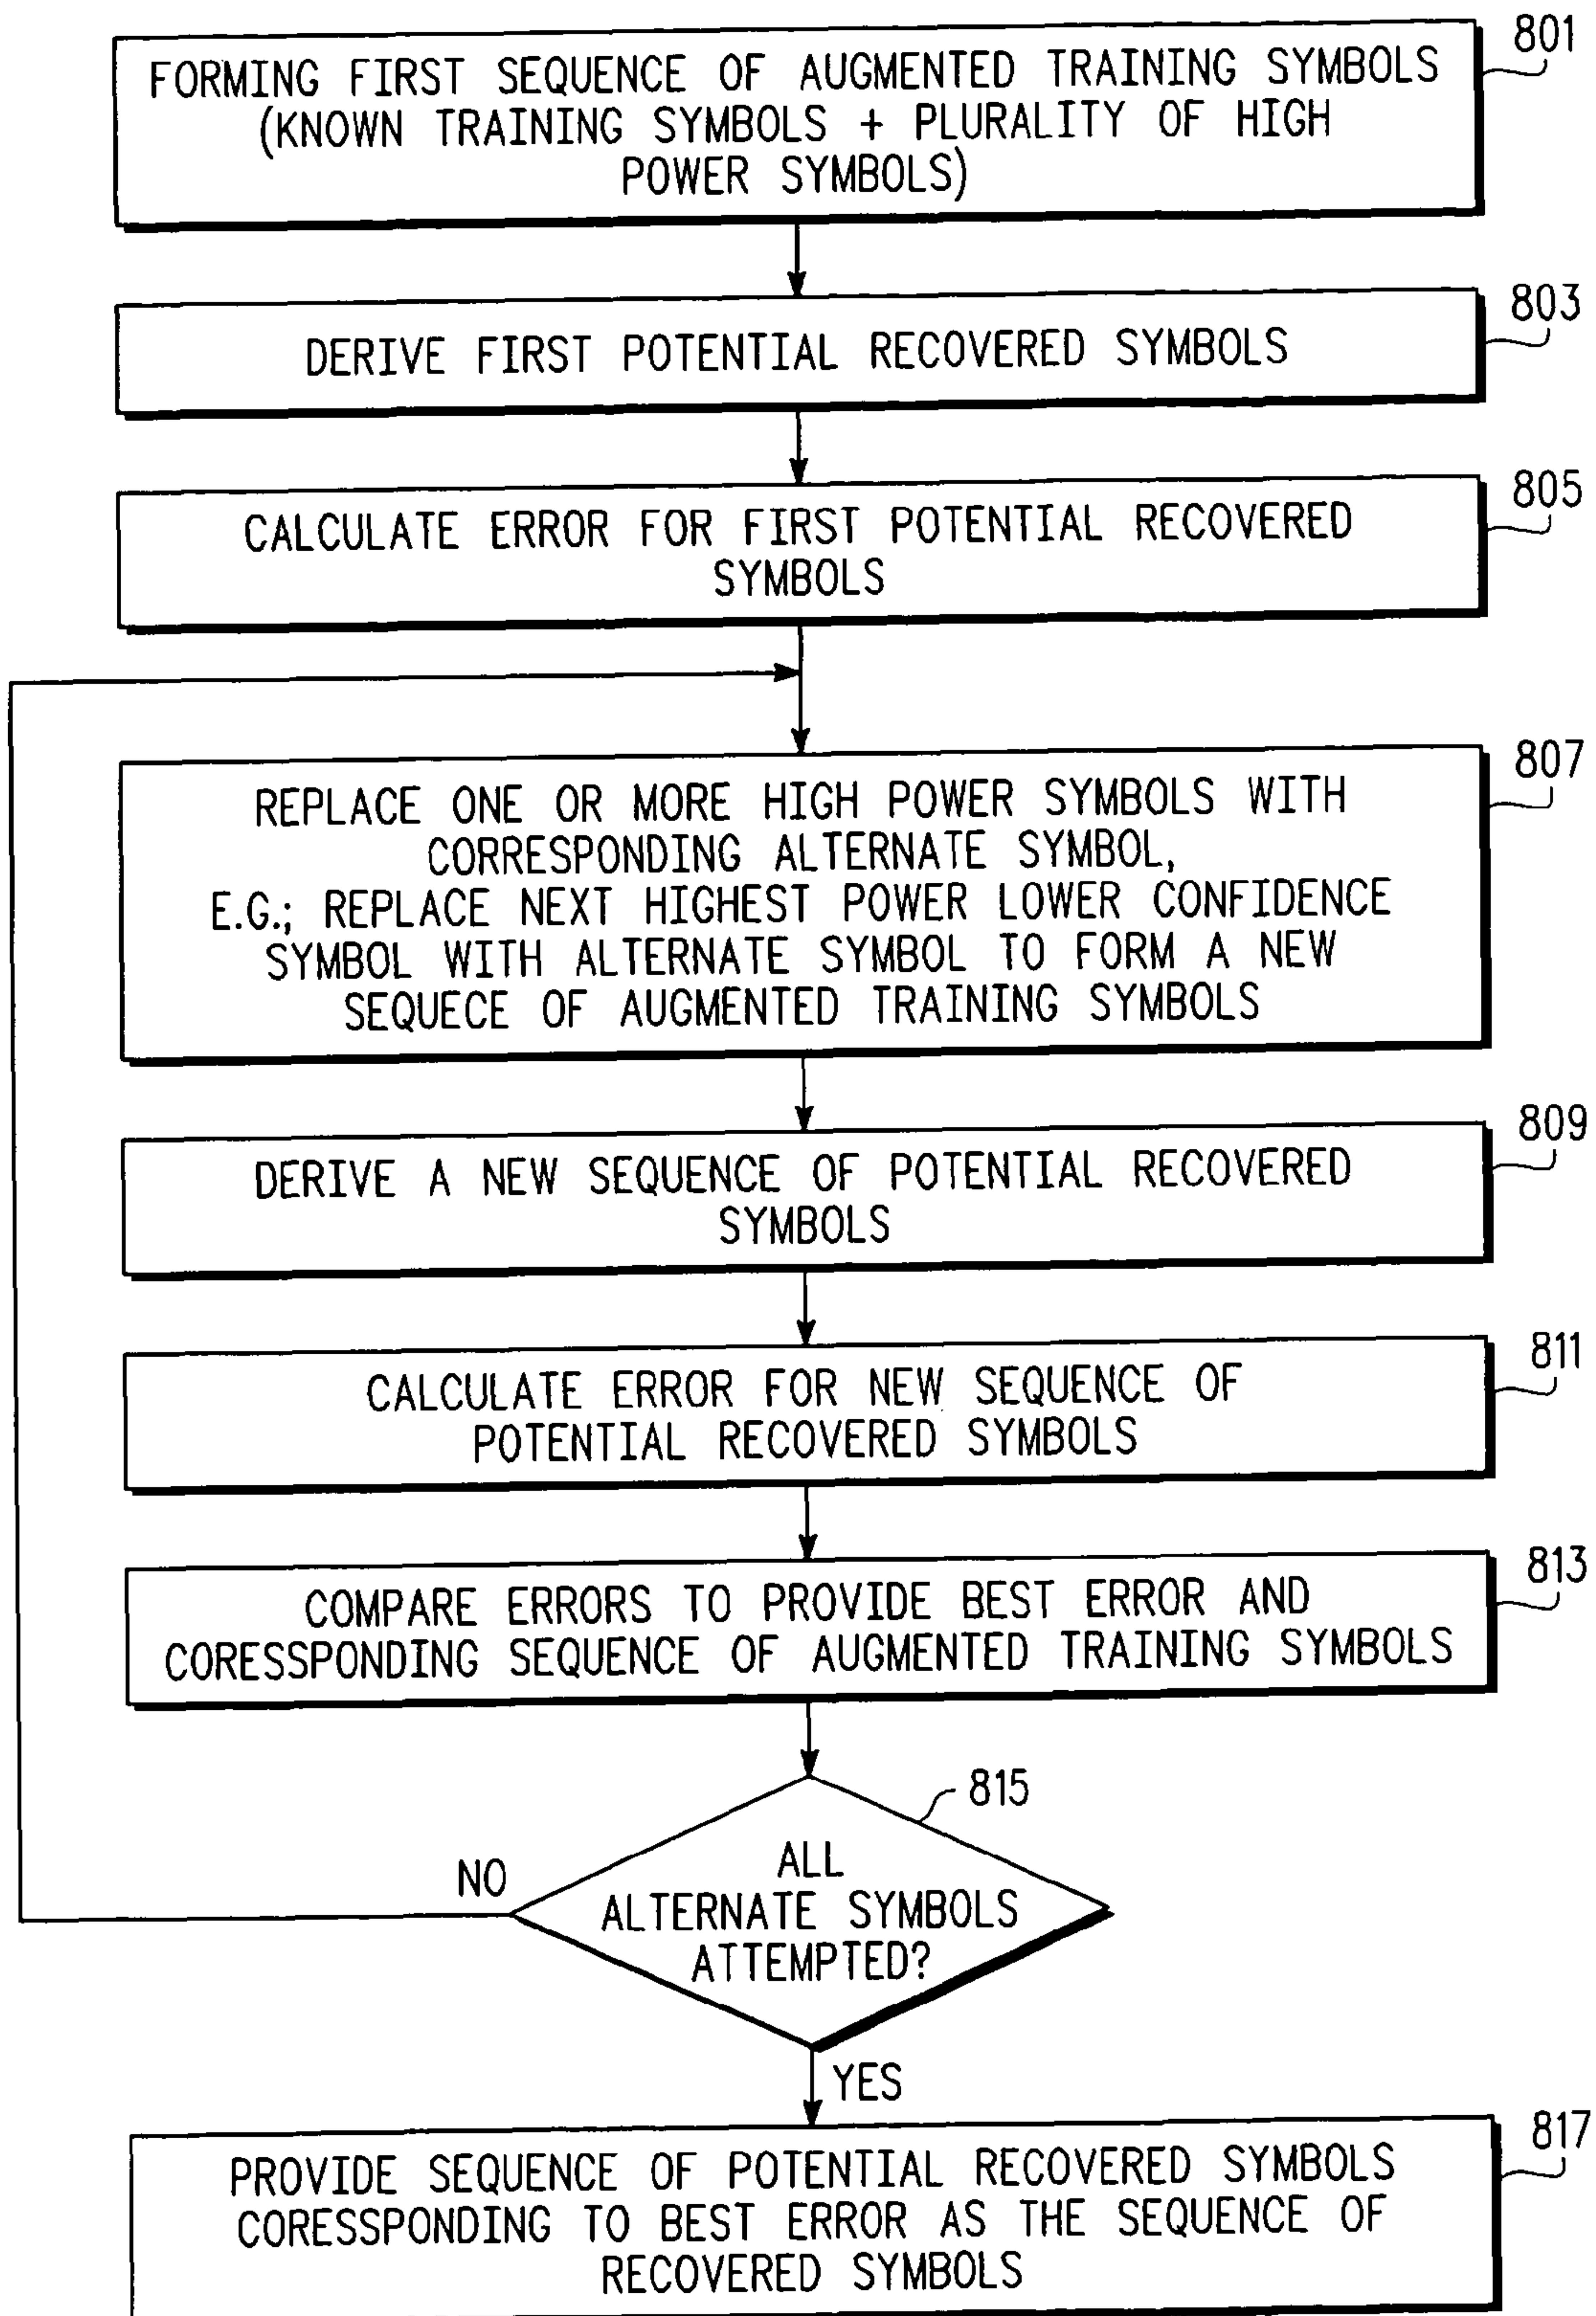 801
FORMING FIRST SEQUENCE OF AUGMENTED TRAINING SYMBOLS
(KNOWN TRAINING SYMBOLS + PLURALITY OF HIGH
POWER SYMBOLS)
803
DERIVE FIRST POTENTIAL RECOVERED SYMBOLS
805
CALCULATE ERROR FOR FIRST POTENTIAL RECOVERED
SYMBOLS
807
REPLACE ONE OR MORE HIGH POWER SYMBOLS WITH
CORRESPONDING ALTERNATE SYMBOL,
E.G.; REPLACE NEXT HIGHEST POWER LOWER CONFIDENCE
SYMBOL WITH ALTERNATE SYMBOL TO FORM A NEW
SEQUECE OF AUGMENTED TRAINING SYMBOLS
809
DERIVE A NEW SEQUENCE OF POTENTIAL RECOVERED
SYMBOLS
811
CALCULATE ERROR FOR NEW SEQUENCE OF
POTENTIAL RECOVERED SYMBOLS
813
COMPARE ERRORS TO PROVIDE BEST ERROR AND
CORESSPONDING SEQUENCE OF AUGMENTED TRAINING SYMBOLS
815
NO
ALL
ALTERNATE SYMBOLS
ATTEMPTED?
YES
817
PROVIDE SEQUENCE OF POTENTIAL RECOVERED SYMBOLS
CORESSPONDING TO BEST ERROR AS THE SEQUENCE OF
RECOVERED SYMBOLS